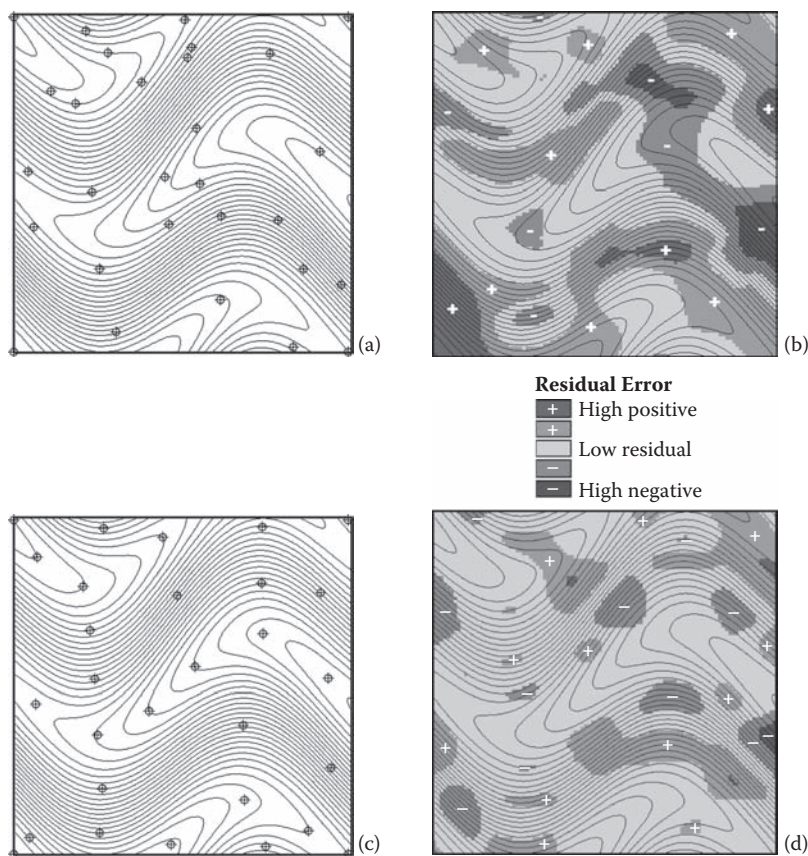 (a)
(b)
Residual Error
+ High positive
+
Low residual
−
− High negative
(c)
(d)